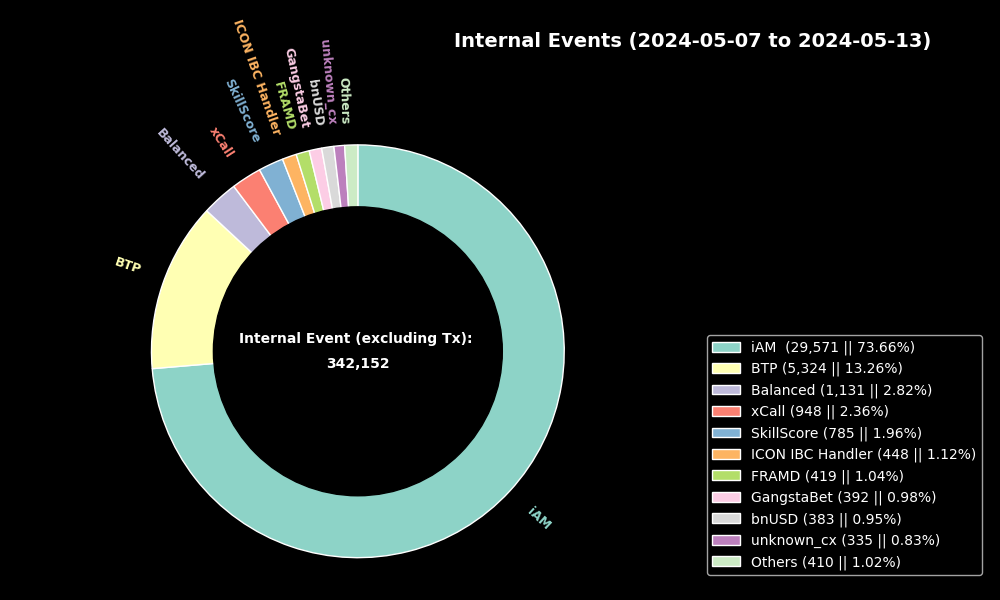 Internal Events (2024-05-07 to 2024-05-13)
Others
unknown_cx
bnUSD
GangstaBet
FRAMD
ICON IBC Handler
SkillScore
xCall
Balanced
BTP
iAM
Internal Event (excluding Tx):
342,152
iAM  (29,571 || 73.66%)
BTP (5,324 || 13.26%)
Balanced (1,131 || 2.82%)
xCall (948 || 2.36%)
SkillScore (785 || 1.96%)
ICON IBC Handler (448 || 1.12%)
FRAMD (419 || 1.04%)
GangstaBet (392 || 0.98%)
bnUSD (383 || 0.95%)
unknown_cx (335 || 0.83%)
Others (410 || 1.02%)